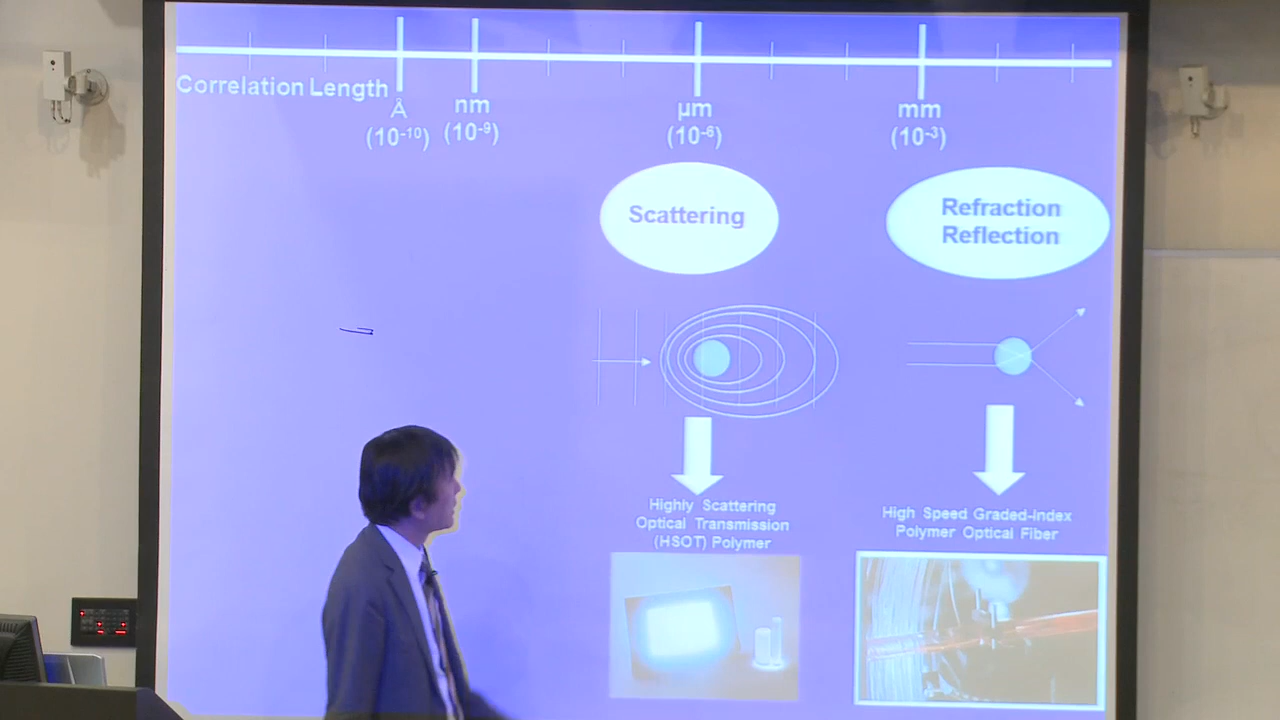 Correlation Length
Å
(10⁻¹⁰)
nm
(10⁻⁹)
µm
(10⁻⁶)
mm
(10⁻³)
Scattering
Refraction
Reflection
Highly Scattering
Optical Transmission
(HSOT) Polymer
High Speed Graded-Index
Polymer Optical Fiber